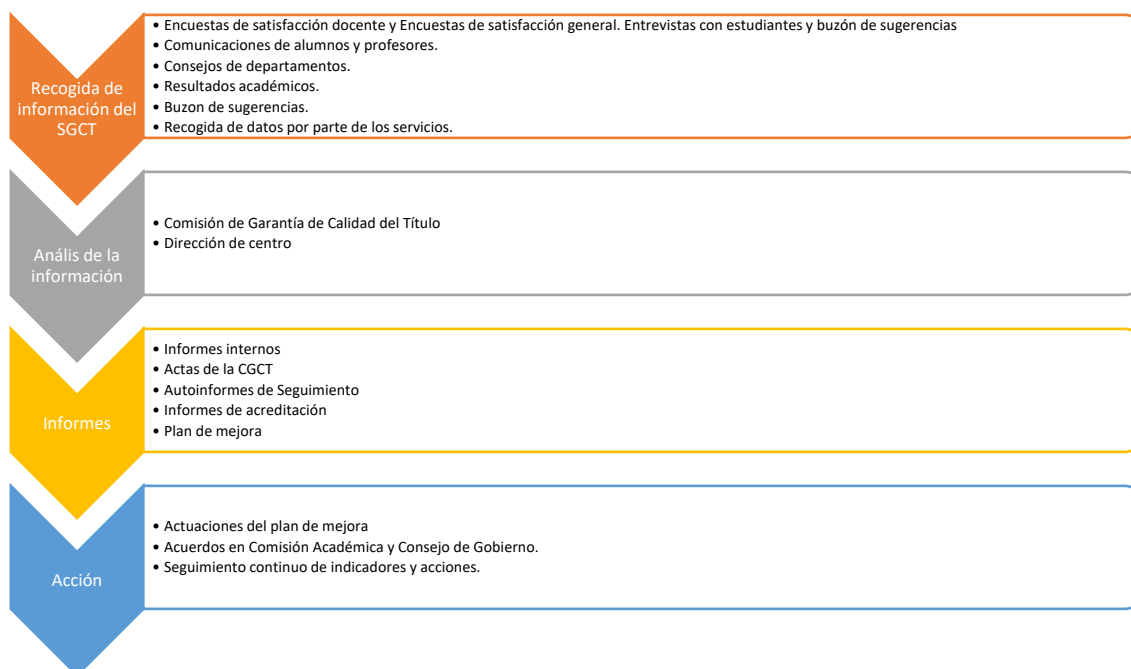 Recogida de
información del
SGCT
• Encuestas de satisfacción docente y Encuestas de satisfacción general. Entrevistas con estudiantes y buzón de sugerencias
• Comunicaciones de alumnos y profesores.
• Consejos de departamentos.
• Resultados académicos.
• Buzon de sugerencias.
• Recogida de datos por parte de los servicios.
Anális de la
información
• Comisión de Garantía de Calidad del Título
• Dirección de centro
Informes
• Informes internos
• Actas de la CGCT
• Autoinformes de Seguimiento
• Informes de acreditación
• Plan de mejora
Acción
• Actuaciones del plan de mejora
• Acuerdos en Comisión Académica y Consejo de Gobierno.
• Seguimiento continuo de indicadores y acciones.